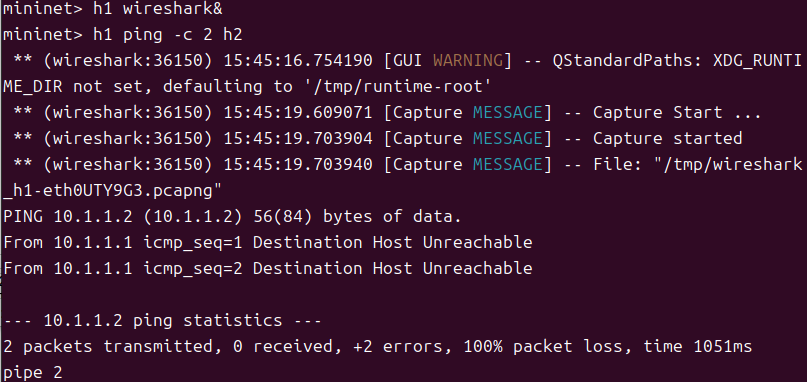 mininet> h1 wireshark&
mininet> h1 ping -c 2 h2
 ** (wireshark:36150) 15:45:16.754190 [GUI WARNING] -- QStandardPaths: XDG_RUNTI
ME_DIR not set, defaulting to '/tmp/runtime-root'
 ** (wireshark:36150) 15:45:19.609071 [Capture MESSAGE] -- Capture Start ...
 ** (wireshark:36150) 15:45:19.703904 [Capture MESSAGE] -- Capture started
 ** (wireshark:36150) 15:45:19.703940 [Capture MESSAGE] -- File: "/tmp/wireshark
_h1-eth0UTY9G3.pcapng"
PING 10.1.1.2 (10.1.1.2) 56(84) bytes of data.
From 10.1.1.1 icmp_seq=1 Destination Host Unreachable
From 10.1.1.1 icmp_seq=2 Destination Host Unreachable

--- 10.1.1.2 ping statistics ---
2 packets transmitted, 0 received, +2 errors, 100% packet loss, time 1051ms
pipe 2